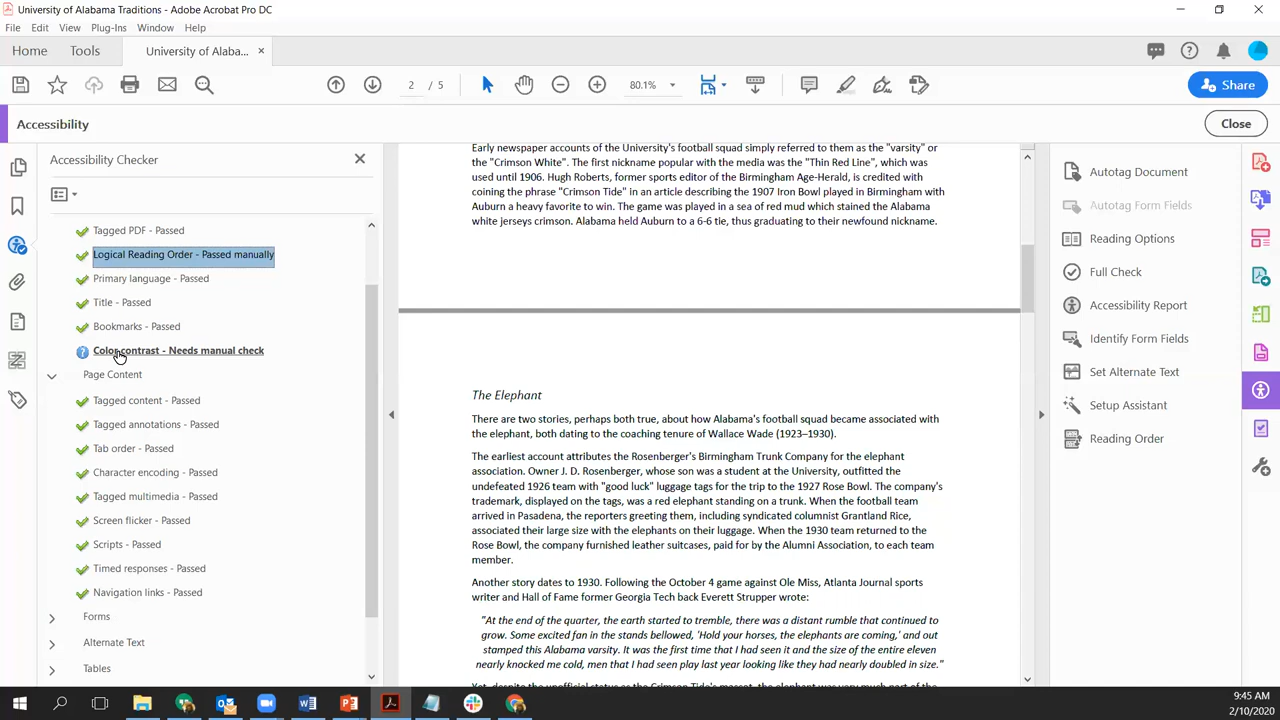 University of Alabama Traditions - Adobe Acrobat Pro DC
File Edit View Plug-Ins Window Help
Home Tools University of Alaba... ×
2 / 5 80.1% Share
Accessibility Close
Accessibility Checker
Tagged PDF - Passed
Logical Reading Order - Passed manually
Primary language - Passed
Title - Passed
Bookmarks - Passed
Color contrast - Needs manual check
Page Content
Tagged content - Passed
Tagged annotations - Passed
Tab order - Passed
Character encoding - Passed
Tagged multimedia - Passed
Screen flicker - Passed
Scripts - Passed
Timed responses - Passed
Navigation links - Passed
Forms
Alternate Text
Tables
Early newspaper accounts of the University's football squad simply referred to them as the "varsity" or
the "Crimson White". The first nickname popular with the media was the "Thin Red Line", which was
used until 1906. Hugh Roberts, former sports editor of the Birmingham Age-Herald, is credited with
coining the phrase "Crimson Tide" in an article describing the 1907 Iron Bowl played in Birmingham with
Auburn a heavy favorite to win. The game was played in a sea of red mud which stained the Alabama
white jerseys crimson. Alabama held Auburn to a 6-6 tie, thus graduating to their newfound nickname.
The Elephant
There are two stories, perhaps both true, about how Alabama's football squad became associated with
the elephant, both dating to the coaching tenure of Wallace Wade (1923–1930).
The earliest account attributes the Rosenberger's Birmingham Trunk Company for the elephant
association. Owner J. D. Rosenberger, whose son was a student at the University, outfitted the
undefeated 1926 team with "good luck" luggage tags for the trip to the 1927 Rose Bowl. The company's
trademark, displayed on the tags, was a red elephant standing on a trunk. When the football team
arrived in Pasadena, the reporters greeting them, including syndicated columnist Grantland Rice,
associated their large size with the elephants on their luggage. When the 1930 team returned to the
Rose Bowl, the company furnished leather suitcases, paid for by the Alumni Association, to each team
member.
Another story dates to 1930. Following the October 4 game against Ole Miss, Atlanta Journal sports
writer and Hall of Fame former Georgia Tech back Everett Strupper wrote:
"At the end of the quarter, the earth started to tremble, there was a distant rumble that continued to
grow. Some excited fan in the stands bellowed, 'Hold your horses, the elephants are coming,' and out
stamped this Alabama varsity. It was the first time that I had seen it and the size of the entire eleven
nearly knocked me cold, men that I had seen play last year looking like they had nearly doubled in size."
Yet, despite the unofficial status as the Crimson Tide's mascot, the elephant was very much part of the
Autotag Document
Autotag Form Fields
Reading Options
Full Check
Accessibility Report
Identify Form Fields
Set Alternate Text
Setup Assistant
Reading Order
9:45 AM
2/10/2020